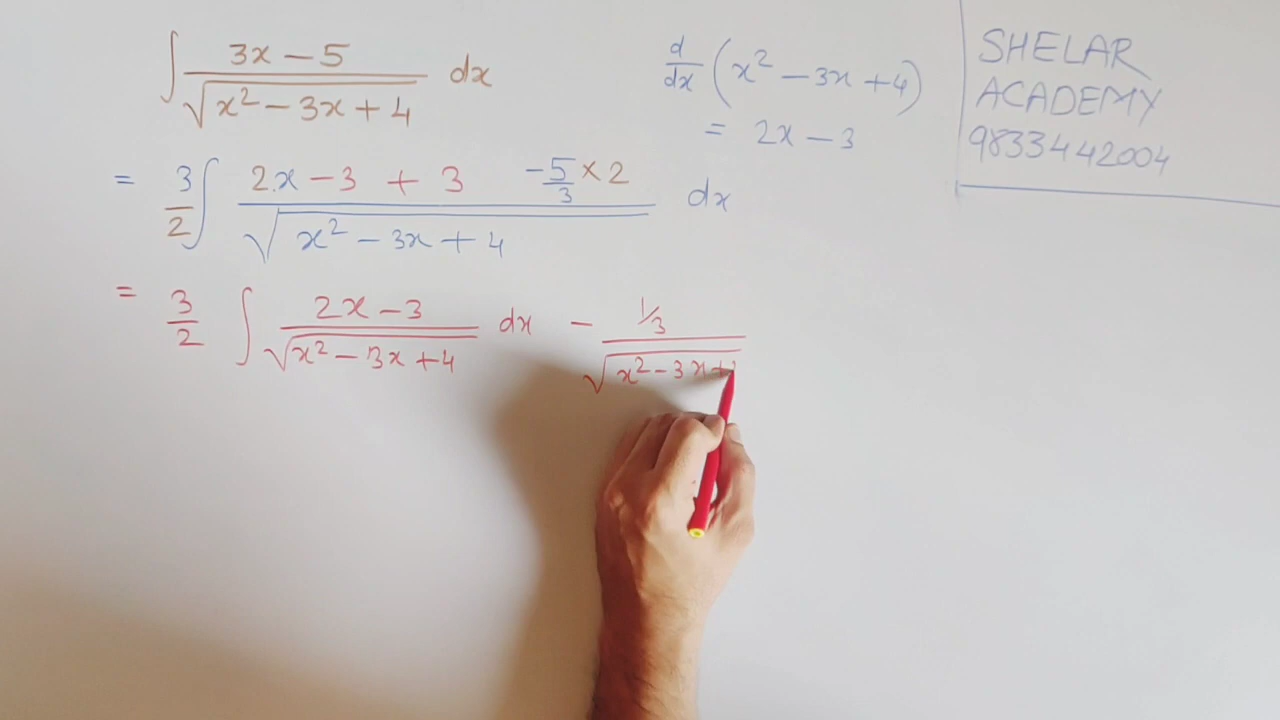 ∫ (3x − 5) / √(x² − 3x + 4) dx
d/dx (x² − 3x + 4)
= 2x − 3
SHELAR
ACADEMY
9833442004
= 3/2 ∫ (2x − 3 + 3 −5/3 × 2) / √(x² − 3x + 4) dx
= 3/2 ∫ (2x − 3) / √(x² − 3x + 4) dx − (1/3) / √(x² − 3x +